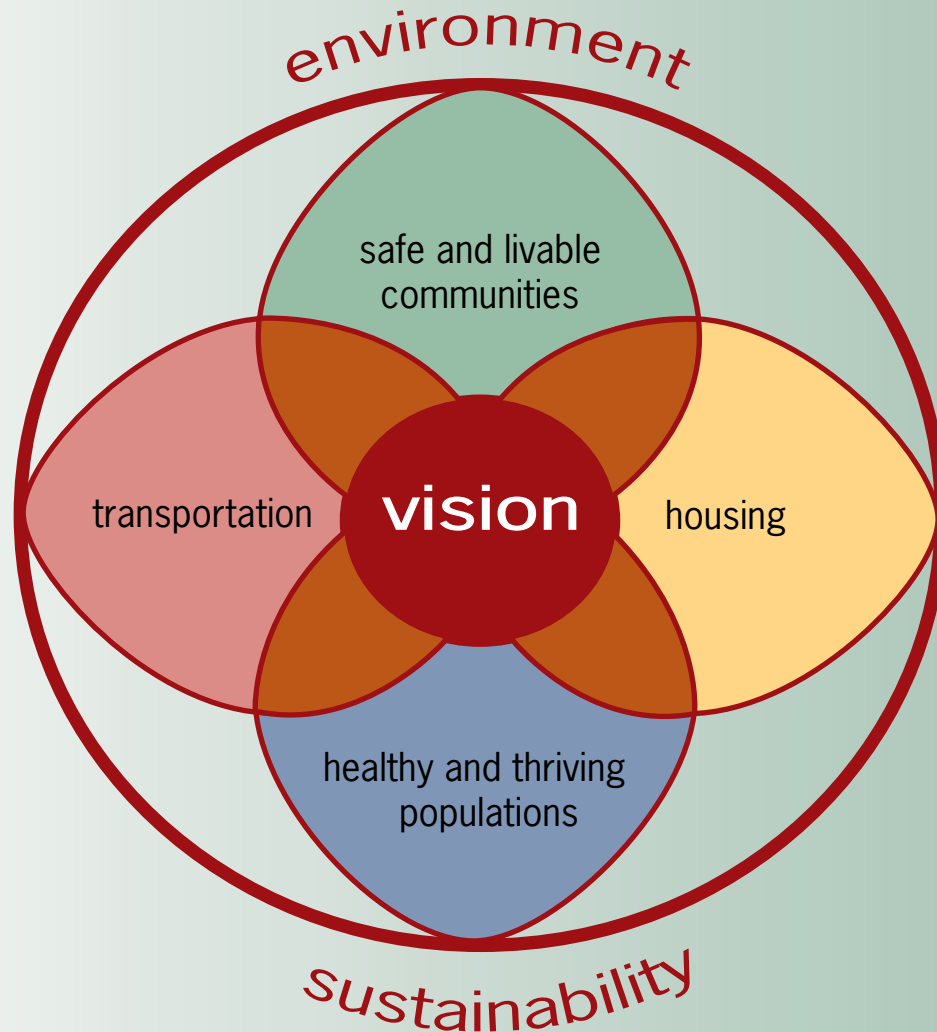 environment
safe and livable
communities
transportation
vision
housing
healthy and thriving
populations
sustainability